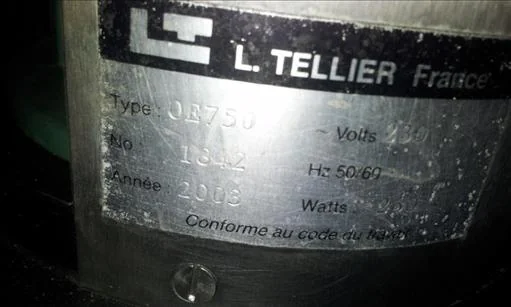 LT L. TELLIER France
Type : OE750 ~ Volts 230
No : 1342 Hz 50/60
Année : 2003 Watts :
Conforme au code du travail